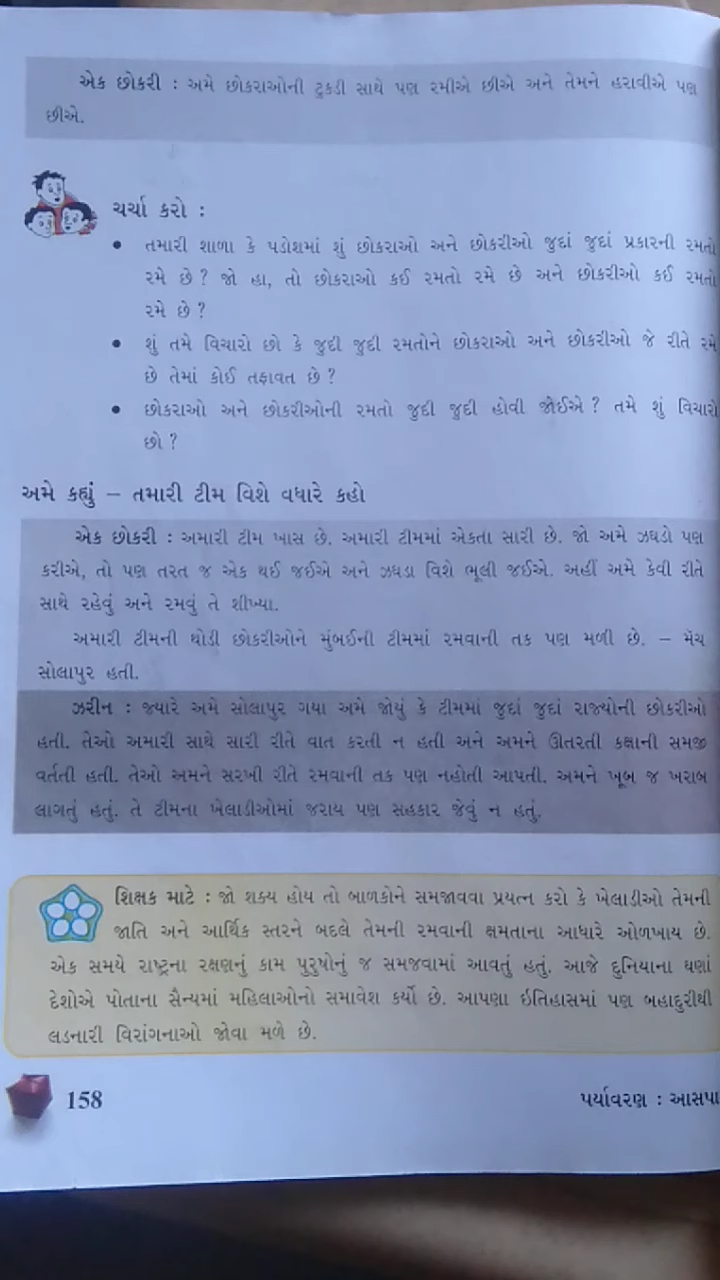 એક છોકરી : અમે છોકરાઓની ટુકડી સાથે પણ રમીએ છીએ અને તેમને હરાવીએ પણ
છીએ.
ચર્ચા કરો :
• તમારી શાળા કે પડોશમાં શું છોકરાઓ અને છોકરીઓ જુદાં જુદાં પ્રકારની રમતો
રમે છે ? જો હા, તો છોકરાઓ કઈ રમતો રમે છે અને છોકરીઓ કઈ રમતો
રમે છે ?
• શું તમે વિચારો છો કે જુદી જુદી રમતોને છોકરાઓ અને છોકરીઓ જે રીતે રમે
છે તેમાં કોઈ તફાવત છે ?
• છોકરાઓ અને છોકરીઓની રમતો જુદી જુદી હોવી જોઈએ ? તમે શું વિચારો
છો ?
અમે કહ્યું – તમારી ટીમ વિશે વધારે કહો
એક છોકરી : અમારી ટીમ ખાસ છે. અમારી ટીમમાં એકતા સારી છે. જો અમે ઝઘડો પણ
કરીએ, તો પણ તરત જ એક થઈ જઈએ અને ઝઘડા વિશે ભૂલી જઈએ. અહીં અમે કેવી રીતે
સાથે રહેવું અને રમવું તે શીખ્યા.
અમારી ટીમની થોડી છોકરીઓને મુંબઈની ટીમમાં રમવાની તક પણ મળી છે. – મૅચ
સોલાપુર હતી.
ઝરીન : જ્યારે અમે સોલાપુર ગયા અમે જોયું કે ટીમમાં જુદાં જુદાં રાજ્યોની છોકરીઓ
હતી. તેઓ અમારી સાથે સારી રીતે વાત કરતી ન હતી અને અમને ઊતરતી કક્ષાની સમજી
વર્તતી હતી. તેઓ અમને સરખી રીતે રમવાની તક પણ નહોતી આપતી. અમને ખૂબ જ ખરાબ
લાગતું હતું. તે ટીમના ખેલાડીઓમાં જરાય પણ સહકાર જેવું ન હતું.
શિક્ષક માટે : જો શક્ય હોય તો બાળકોને સમજાવવા પ્રયત્ન કરો કે ખેલાડીઓ તેમની
જાતિ અને આર્થિક સ્તરને બદલે તેમની રમવાની ક્ષમતાના આધારે ઓળખાય છે.
એક સમયે રાષ્ટ્રના રક્ષણનું કામ પુરુષોનું જ સમજવામાં આવતું હતું. આજે દુનિયાના ઘણાં
દેશોએ પોતાના સૈન્યમાં મહિલાઓનો સમાવેશ કર્યો છે. આપણા ઇતિહાસમાં પણ બહાદુરીથી
લડનારી વિરાંગનાઓ જોવા મળે છે.
158
પર્યાવરણ : આસપા